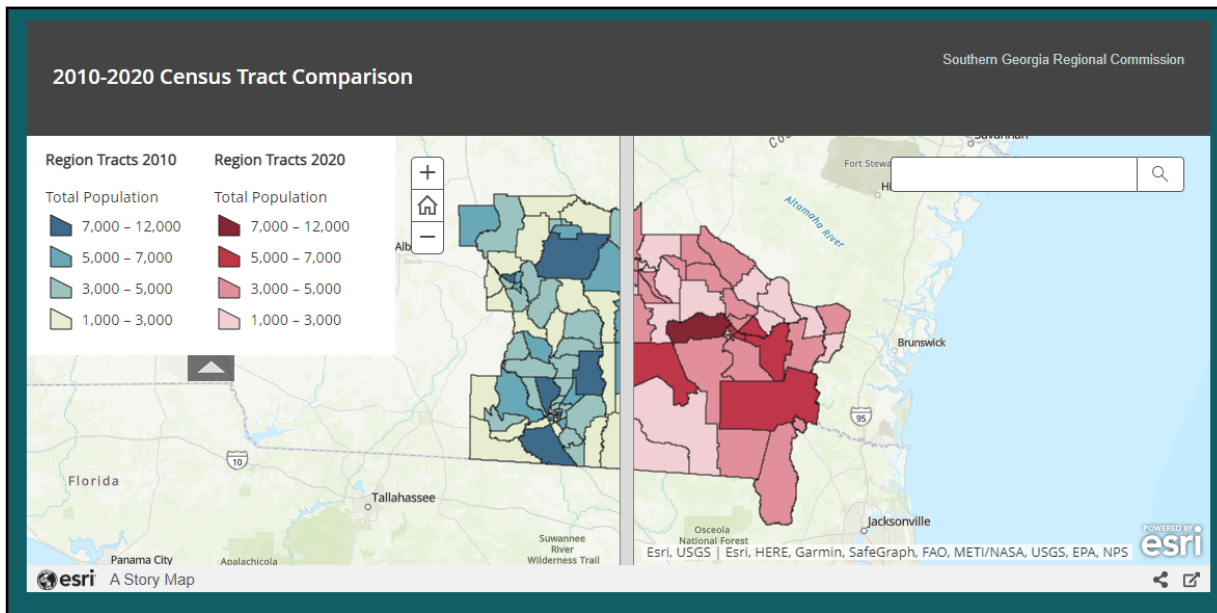 2010-2020 Census Tract Comparison
Southern Georgia Regional Commission
Region Tracts 2010
Total Population
7,000 – 12,000
5,000 – 7,000
3,000 – 5,000
1,000 – 3,000
Region Tracts 2020
Total Population
7,000 – 12,000
5,000 – 7,000
3,000 – 5,000
1,000 – 3,000
+
−
Savannah
Fort Stew
Hi
Alb
Altamaha River
Brunswick
95
10
Florida
Tallahassee
Jacksonville
Panama City
Apalachicola
Suwannee
River
Wilderness Trail
Osceola
National Forest
Esri, USGS | Esri, HERE, Garmin, SafeGraph, FAO, METI/NASA, USGS, EPA, NPS
POWERED BY
esri
esri A Story Map